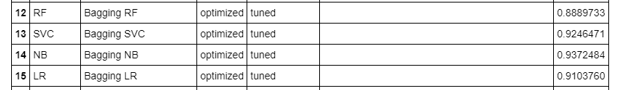 12 RF Bagging RF optimized tuned 0.8889733
13 SVC Bagging SVC optimized tuned 0.9246471
14 NB Bagging NB optimized tuned 0.9372484
15 LR Bagging LR optimized tuned 0.9103760